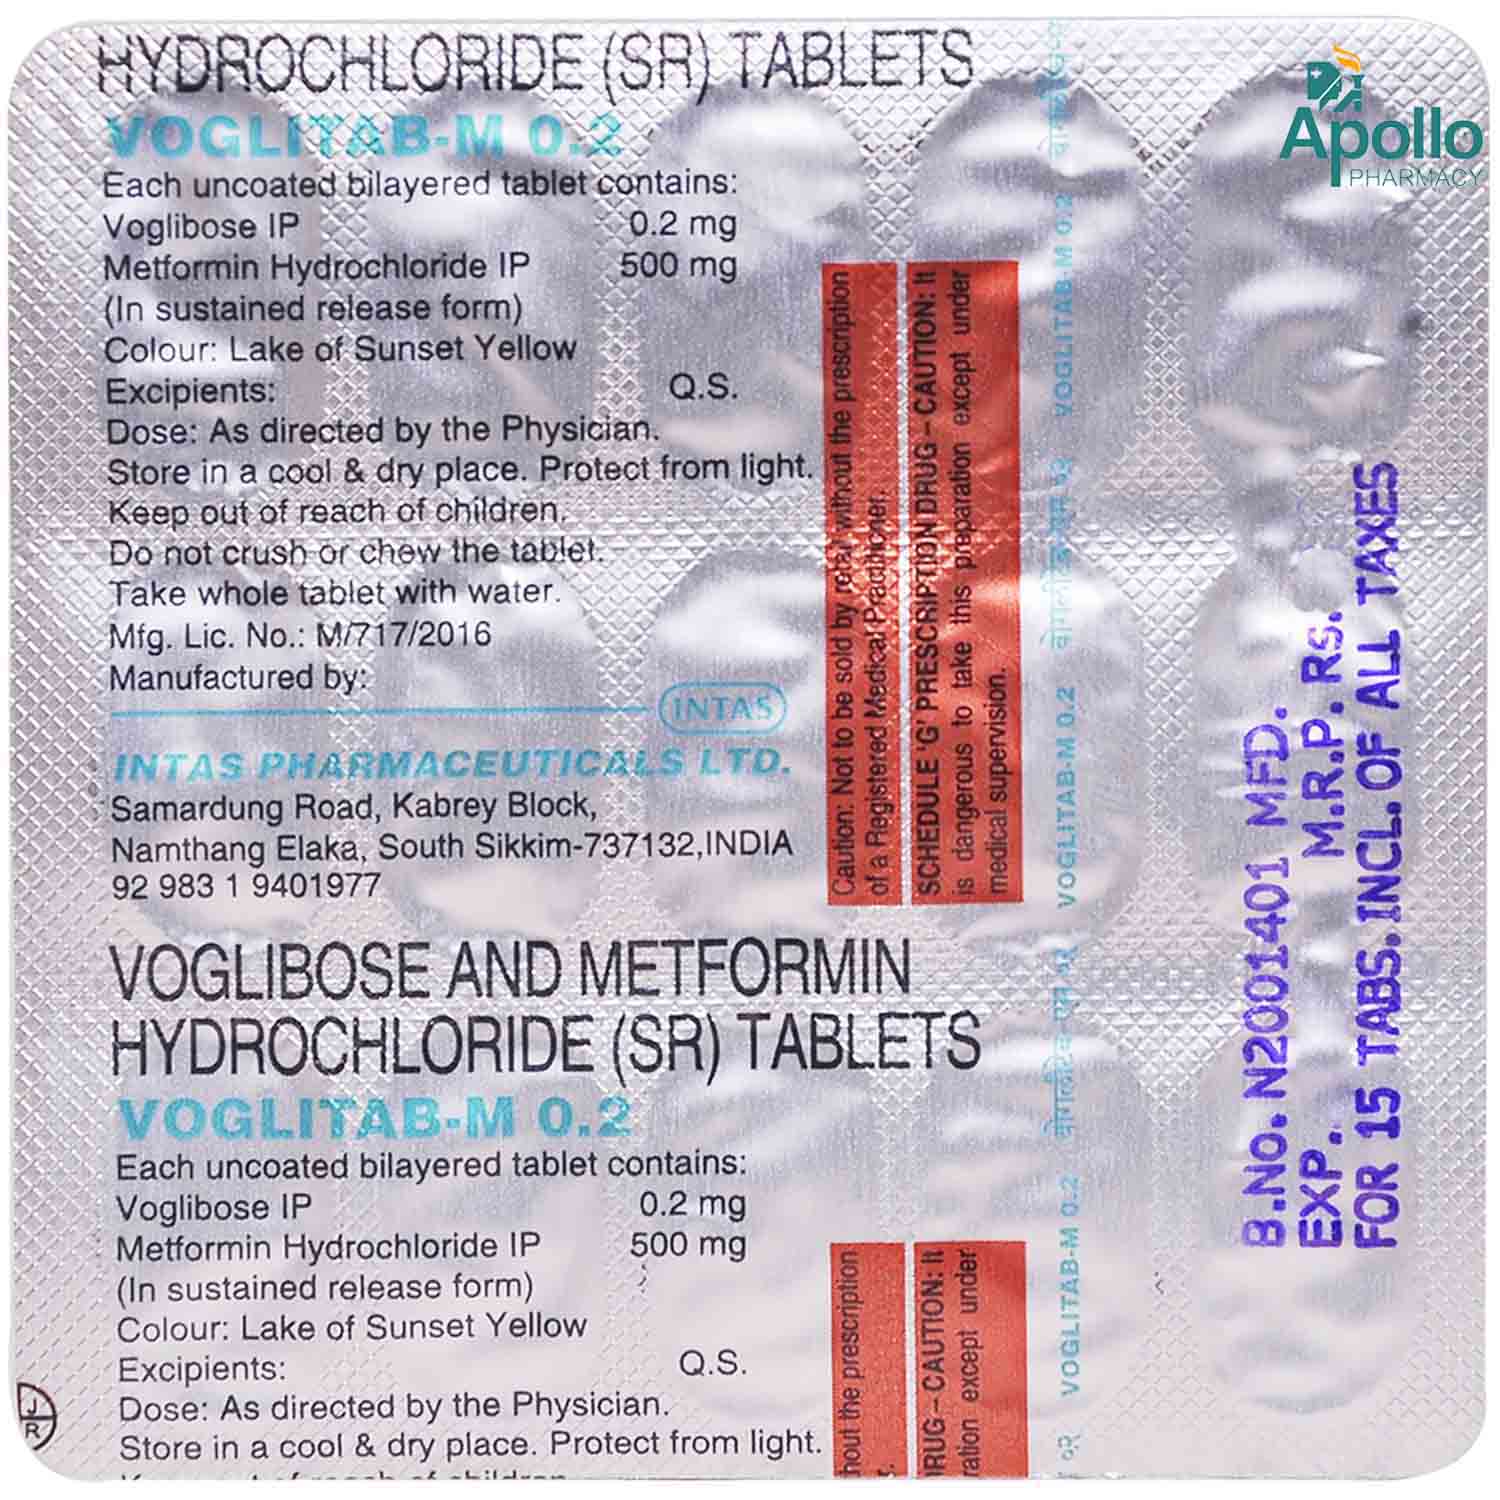 HYDROCHLORIDE (SR) TABLETS
VOGLITAB-M 0.2
Each uncoated bilayered tablet contains:
Voglibose IP 0.2 mg
Metformin Hydrochloride IP 500 mg
(In sustained release form)
Colour: Lake of Sunset Yellow
Excipients: Q.S.
Dose: As directed by the Physician.
Store in a cool & dry place. Protect from light.
Keep out of reach of children.
Do not crush or chew the tablet.
Take whole tablet with water.
Mfg. Lic. No.: M/717/2016
Manufactured by:
INTAS
INTAS PHARMACEUTICALS LTD.
Samardung Road, Kabrey Block,
Namthang Elaka, South Sikkim-737132,INDIA
92 983 1 9401977
VOGLIBOSE AND METFORMIN
HYDROCHLORIDE (SR) TABLETS
VOGLITAB-M 0.2
Each uncoated bilayered tablet contains:
Voglibose IP 0.2 mg
Metformin Hydrochloride IP 500 mg
(In sustained release form)
Colour: Lake of Sunset Yellow
Excipients: Q.S.
Dose: As directed by the Physician.
Store in a cool & dry place. Protect from light.
Caution: Not to be sold by retail without the prescription
of a Registered Medical Practitioner.
SCHEDULE 'G' PRESCRIPTION DRUG – CAUTION: It
is dangerous to take this preparation except under
medical supervision.
hout the prescription
RUG – CAUTION: It
ration except under
VOGLITAB-M 0.2
VOGLITAB-M 0.2
VOGLITAB-M 0.2
VOGLITAB-M 0.2
B.No. N2001401 MFD.
EXP. M.R.P. Rs.
FOR 15 TABS.INCL.OF ALL TAXES
Apollo
PHARMACY
J
R